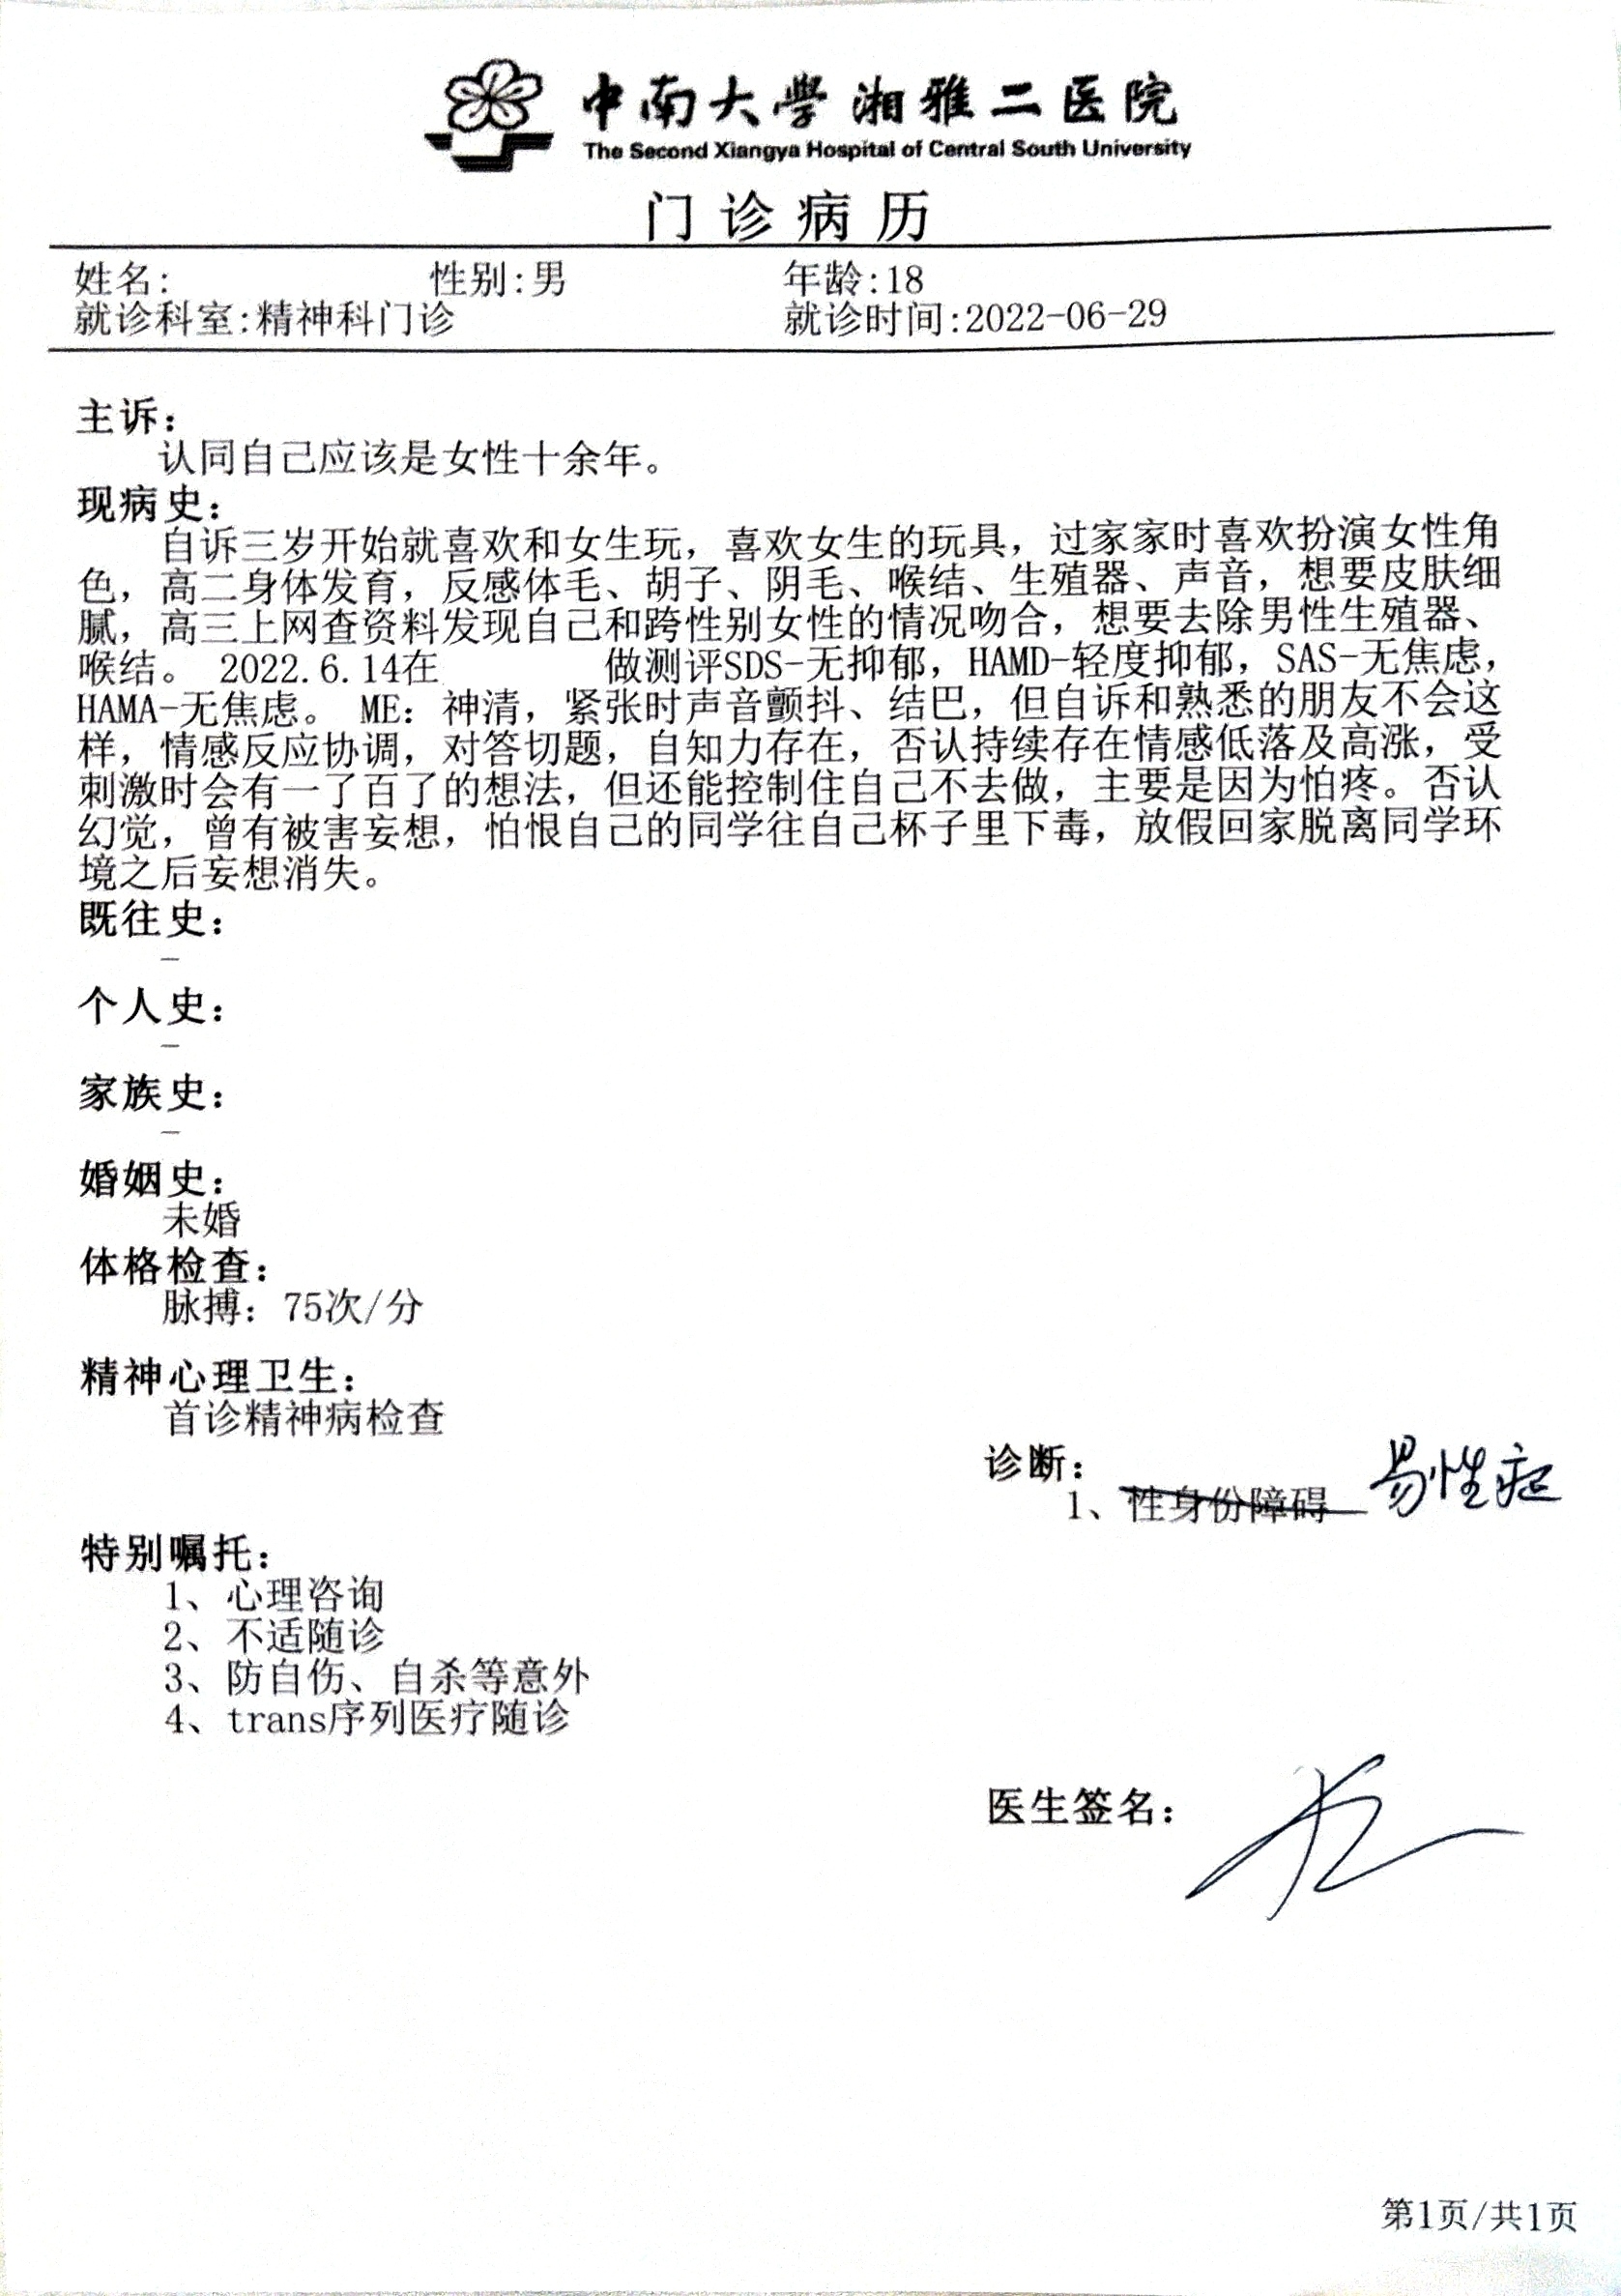 中南大學湘雅二医院
The Second Xiangya Hospital of Central South University
门诊病历
姓名: 性别:男 年龄:18
就诊科室:精神科门诊 就诊时间:2022-06-29
主诉:
认同自己应该是女性十余年。
现病史:
自诉三岁开始就喜欢和女生玩，喜欢女生的玩具，过家家时喜欢扮演女性角
色，高二身体发育，反感体毛、胡子、阴毛、喉结、生殖器、声音，想要皮肤细
腻，高三上网查资料发现自己和跨性别女性的情况吻合，想要去除男性生殖器、
喉结。 2022.6.14在 做测评SDS-无抑郁，HAMD-轻度抑郁，SAS-无焦虑，
HAMA-无焦虑。 ME: 神清，紧张时声音颤抖、结巴，但自诉和熟悉的朋友不会这
样，情感反应协调，对答切题，自知力存在，否认持续存在情感低落及高涨，受
刺激时会有一了百了的想法，但还能控制住自己不去做，主要是因为怕疼。否认
幻觉，曾有被害妄想，怕恨自己的同学往自己杯子里下毒，放假回家脱离同学环
境之后妄想消失。
既往史:
—
个人史:
—
家族史:
—
婚姻史:
未婚
体格检查:
脉搏: 75次/分
精神心理卫生:
首诊精神病检查
诊断:
1、性身份障碍 易性症
特别嘱托:
1、心理咨询
2、不适随诊
3、防自伤、自杀等意外
4、trans序列医疗随诊
医生签名:
第1页/共1页